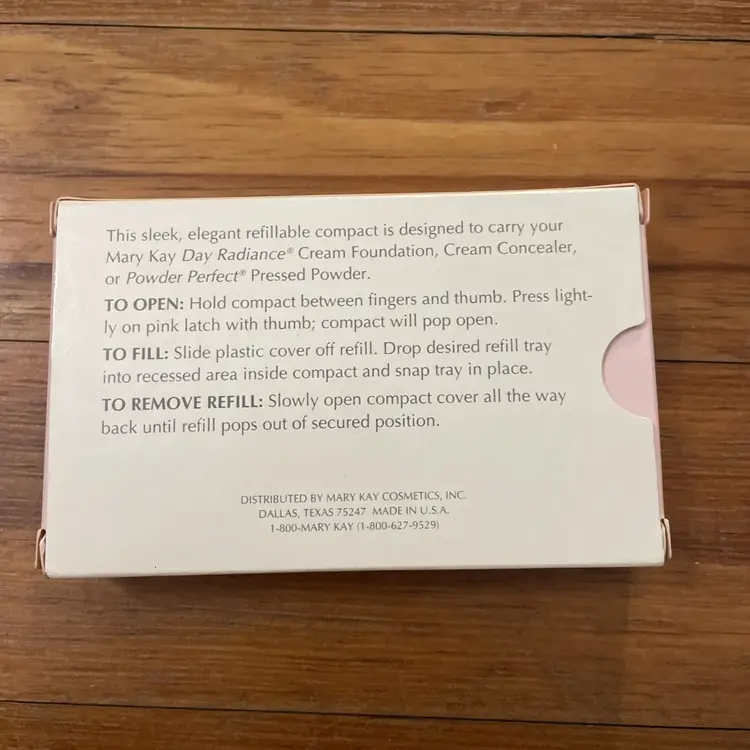 This sleek, elegant refillable compact is designed to carry your
Mary Kay Day Radiance® Cream Foundation, Cream Concealer,
or Powder Perfect® Pressed Powder.
TO OPEN: Hold compact between fingers and thumb. Press light-
ly on pink latch with thumb; compact will pop open.
TO FILL: Slide plastic cover off refill. Drop desired refill tray
into recessed area inside compact and snap tray in place.
TO REMOVE REFILL: Slowly open compact cover all the way
back until refill pops out of secured position.
DISTRIBUTED BY MARY KAY COSMETICS, INC.
DALLAS, TEXAS 75247 MADE IN U.S.A.
1-800-MARY KAY (1-800-627-9529)